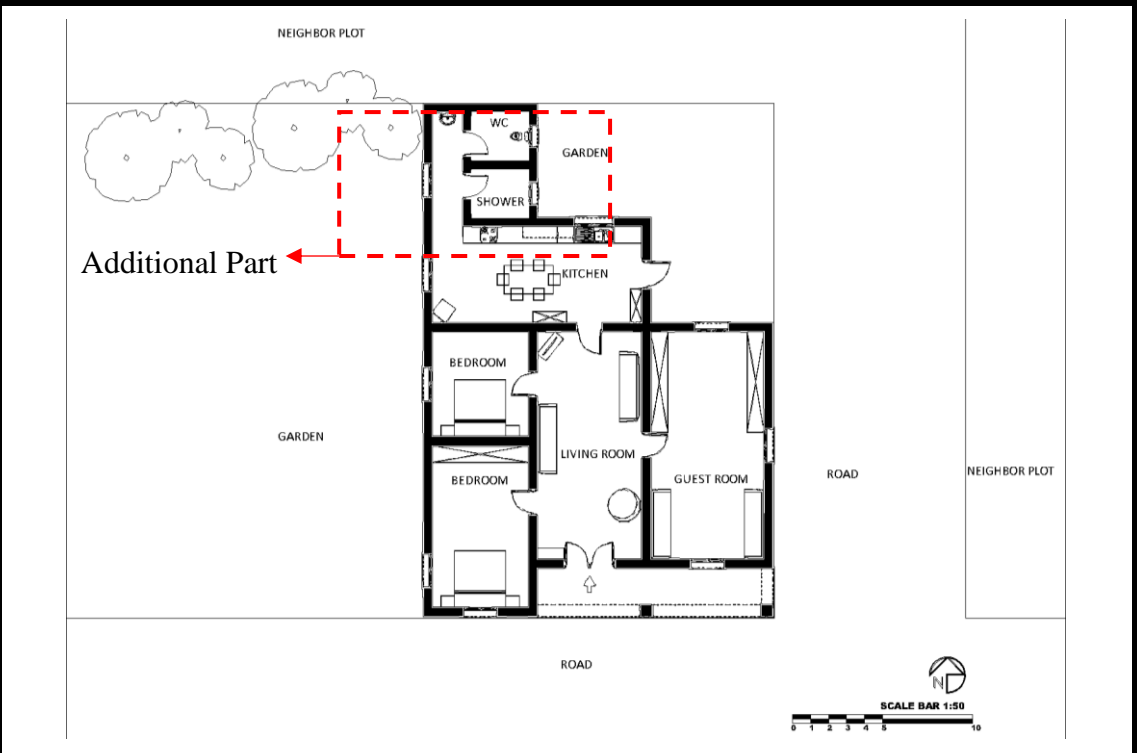 NEIGHBOR PLOT
WC
GARDEN
SHOWER
Additional Part
KITCHEN
BEDROOM
GARDEN
LIVING ROOM
BEDROOM
GUEST ROOM
ROAD
NEIGHBOR PLOT
ROAD
N
SCALE BAR 1:50
0 1 2 3 4 5 10